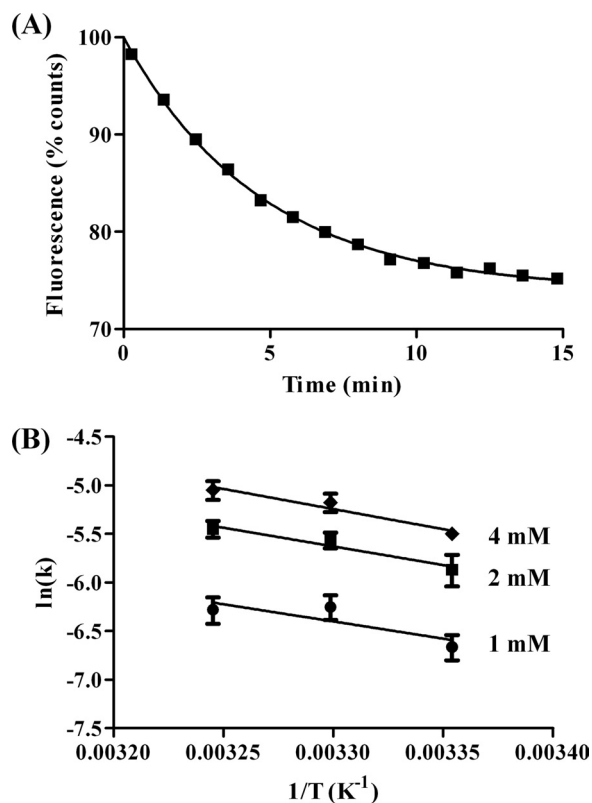 (A)
100
90
80
70
Fluorescence (% counts)
0
5
10
15
Time (min)
(B)
-4.5
-5.0
-5.5
-6.0
-6.5
-7.0
-7.5
ln(k)
4 mM
2 mM
1 mM
0.00320
0.00325
0.00330
0.00335
0.00340
1/T (K⁻¹)